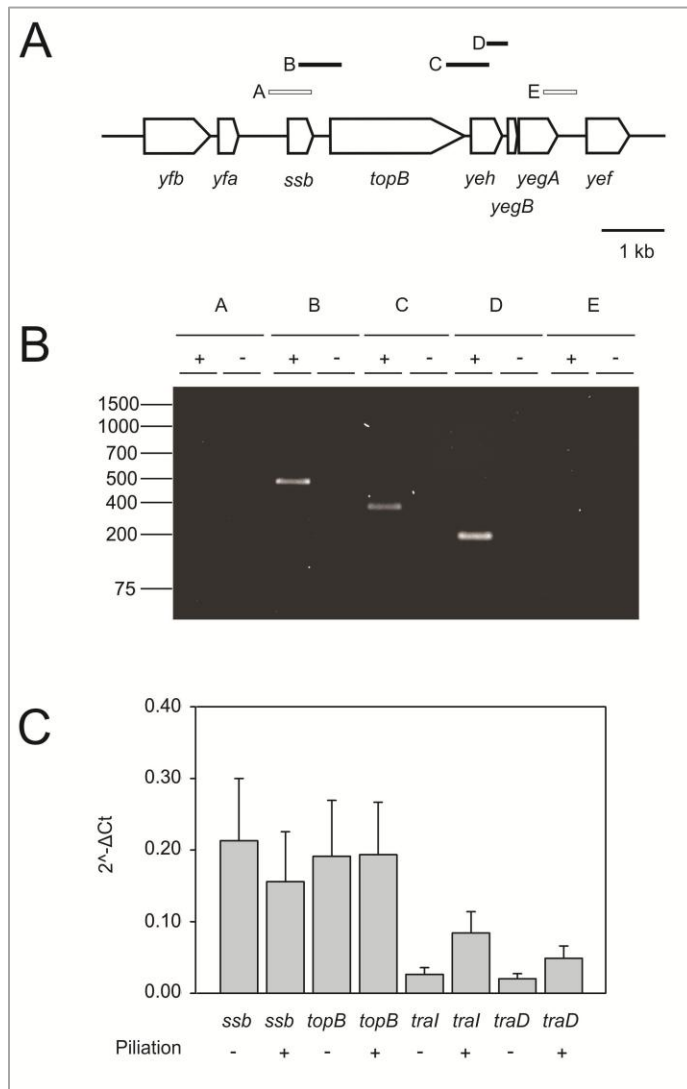 A
D
B C
A E
yfb yfa ssb topB yeh yegA yef
yegB
1 kb
A B C D E
B
+ - + - + - + - + -
1500
1000
700
500
400
200
75
C
0.40
0.30
0.20
0.10
0.00
2^-ΔCt
ssb ssb topB topB traI traI traD traD
Piliation - + - + - + - +